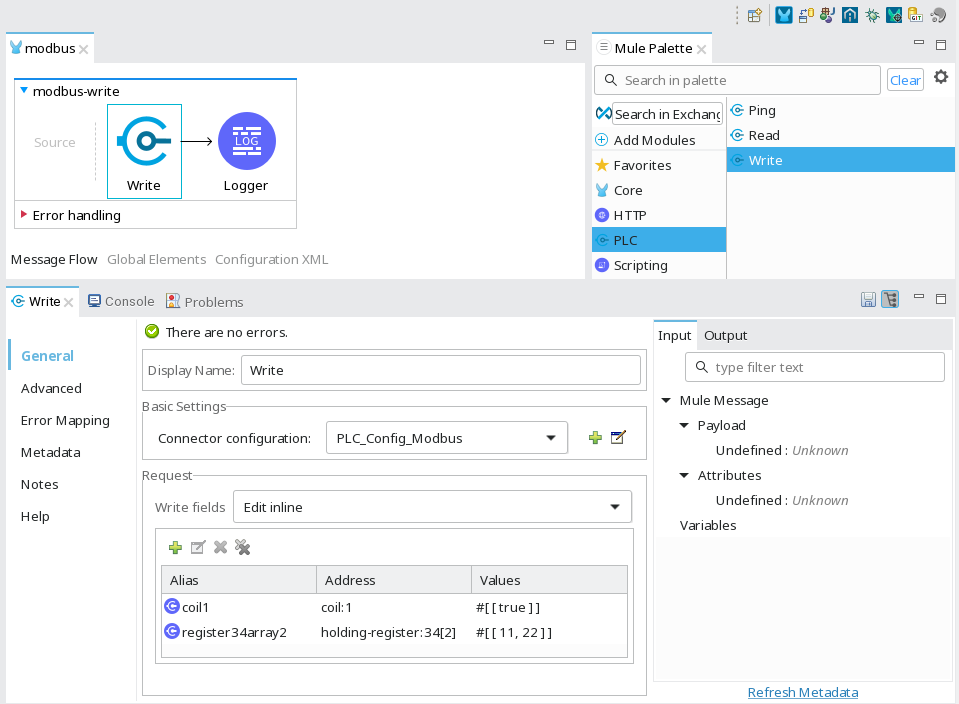 GIT
modbus
modbus-write
Source
Write
LOG
Logger
Error handling
Message Flow Global Elements Configuration XML
Mule Palette
Search in palette
Clear
Search in Exchang
Add Modules
Favorites
Core
HTTP
PLC
Scripting
Ping
Read
Write
Write Console Problems
General
Advanced
Error Mapping
Metadata
Notes
Help
There are no errors.
Display Name: Write
Basic Settings
Connector configuration: PLC_Config_Modbus
Request
Write fields Edit inline
Alias Address Values
coil1 coil:1 #[ [ true ] ]
register34array2 holding-register:34[2] #[ [ 11, 22 ] ]
Input Output
type filter text
Mule Message
Payload
Undefined : Unknown
Attributes
Undefined : Unknown
Variables
Refresh Metadata